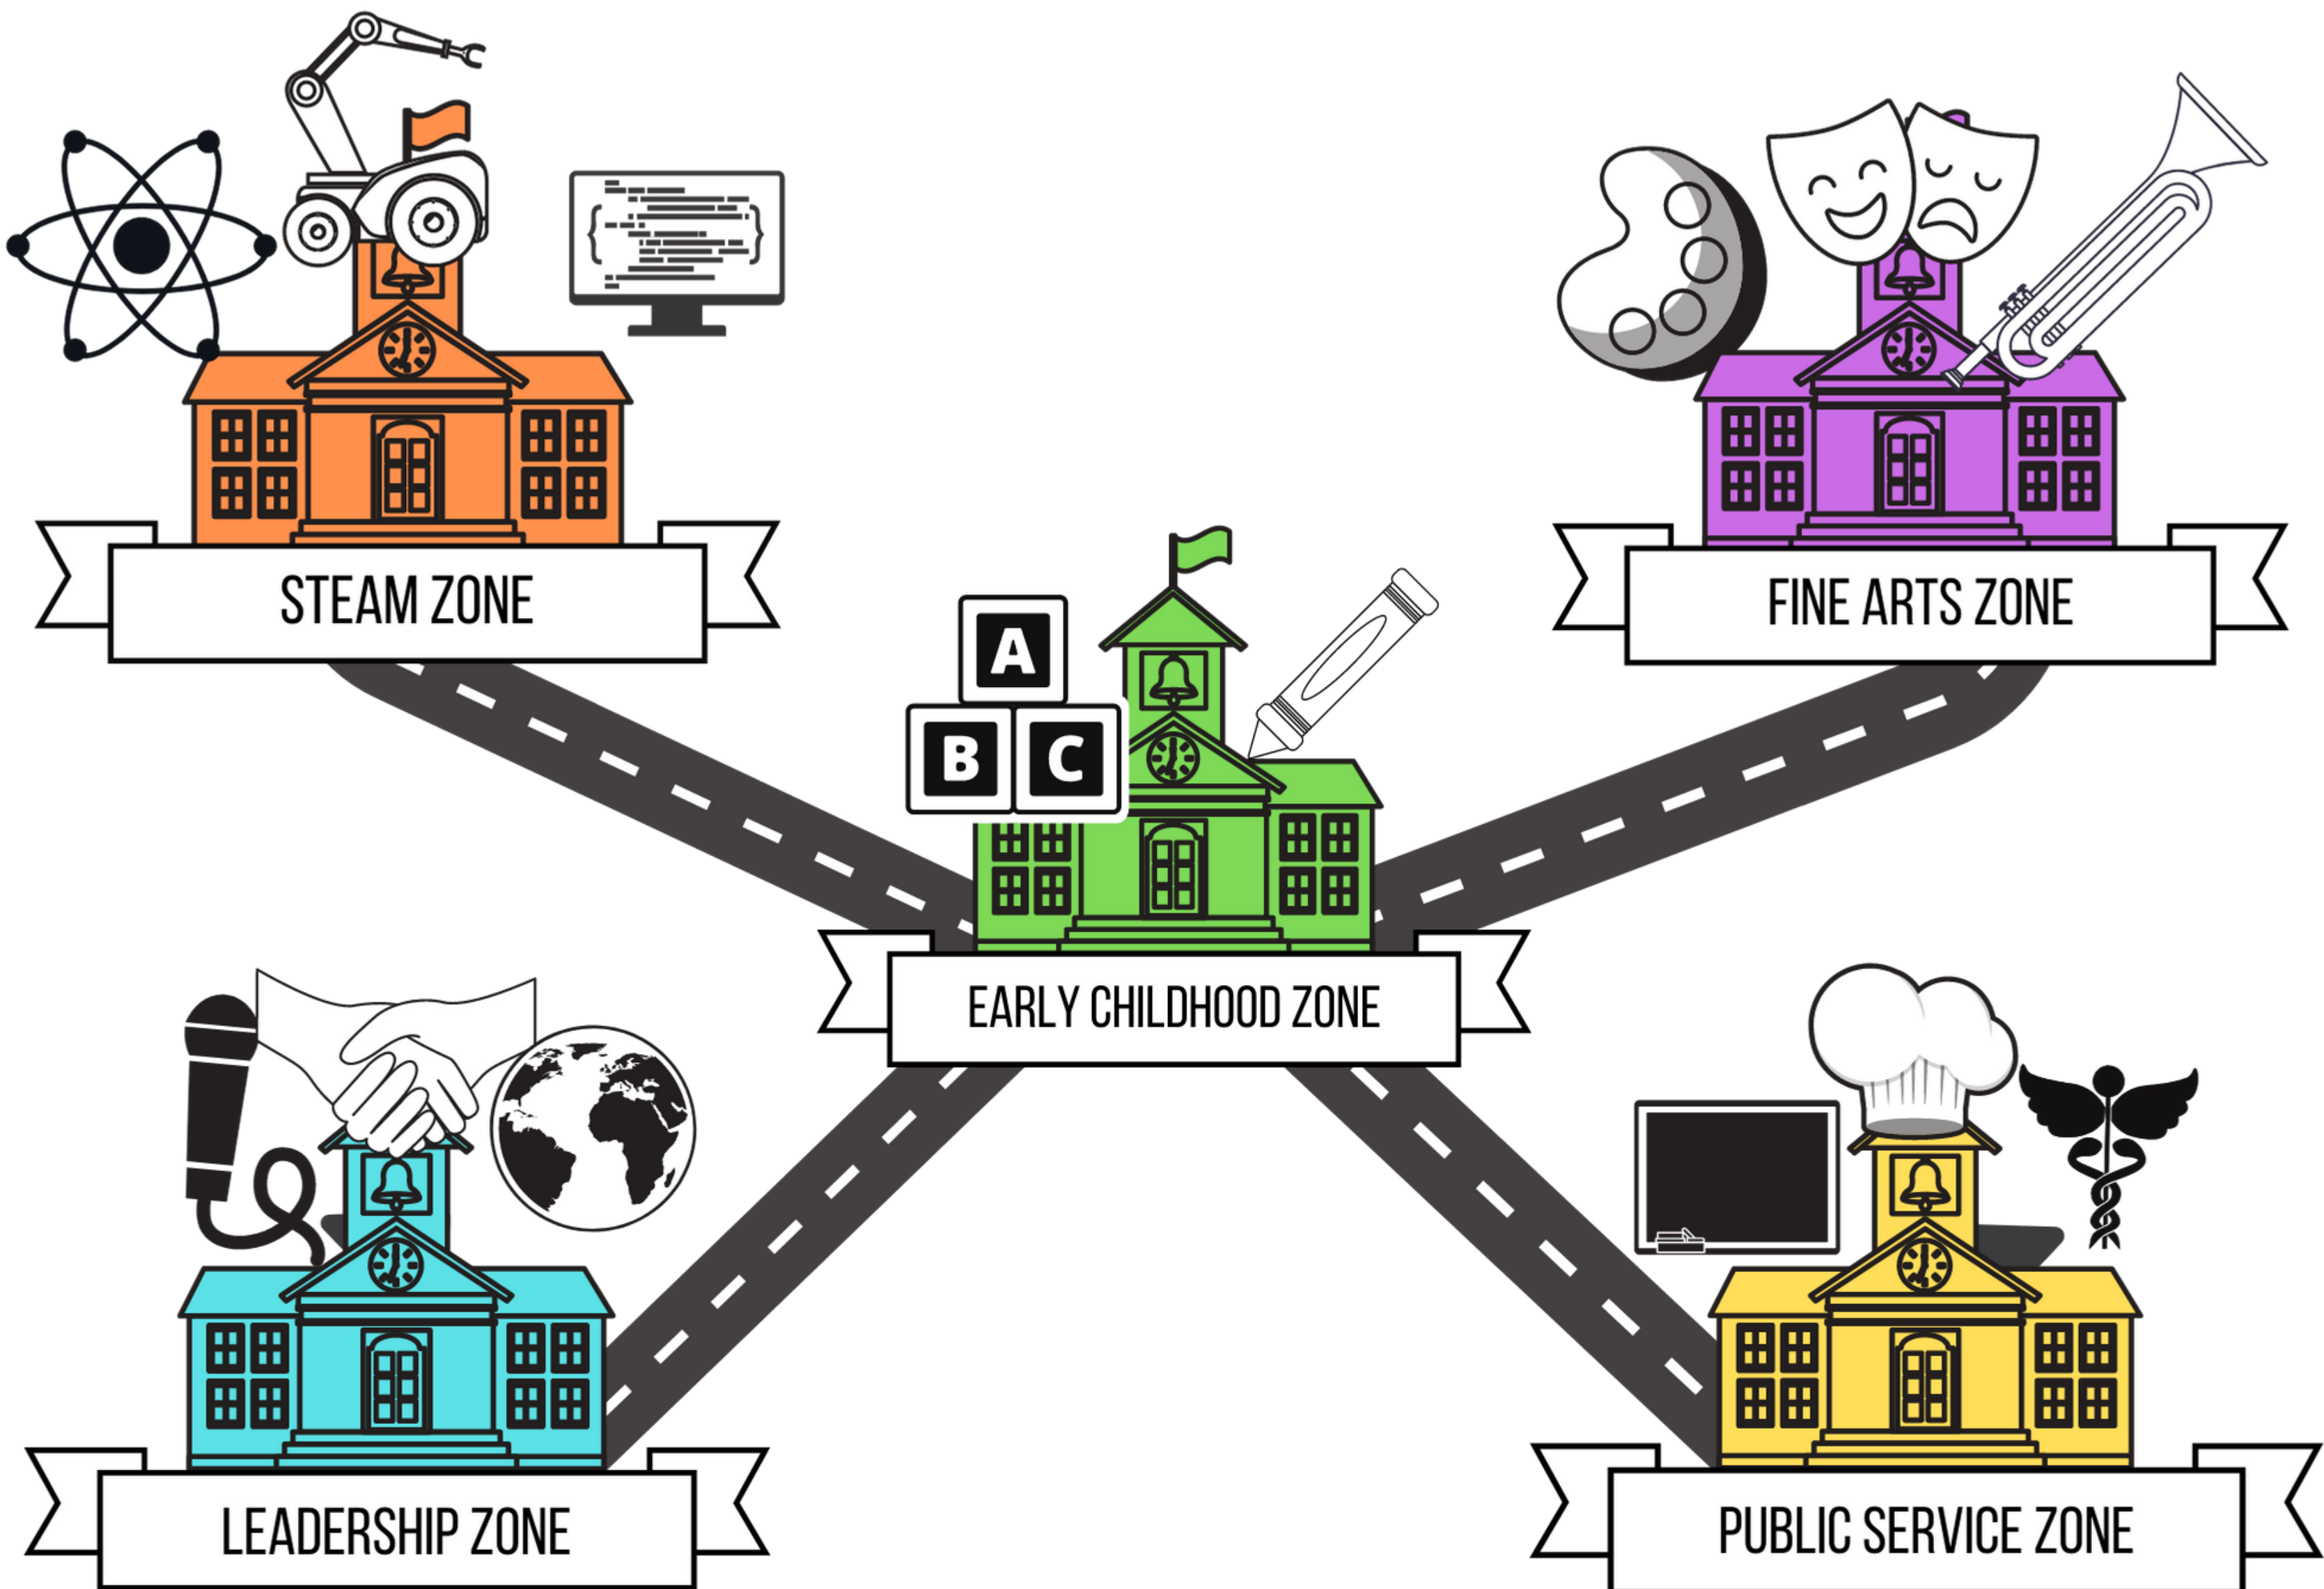 STEAM ZONE
FINE ARTS ZONE
A
B C
EARLY CHILDHOOD ZONE
LEADERSHIP ZONE
PUBLIC SERVICE ZONE